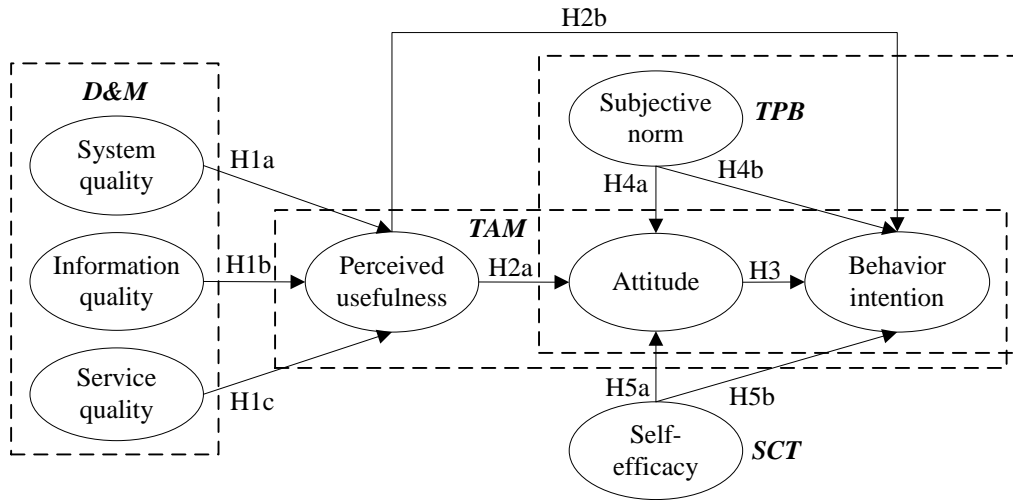 H2b
D&M
Subjective
norm
TPB
System
quality
H1a
H4a
H4b
TAM
Information
quality
H1b
Perceived
usefulness
H2a
Attitude
H3
Behavior
intention
Service
quality
H1c
H5a
H5b
Self-
efficacy
SCT